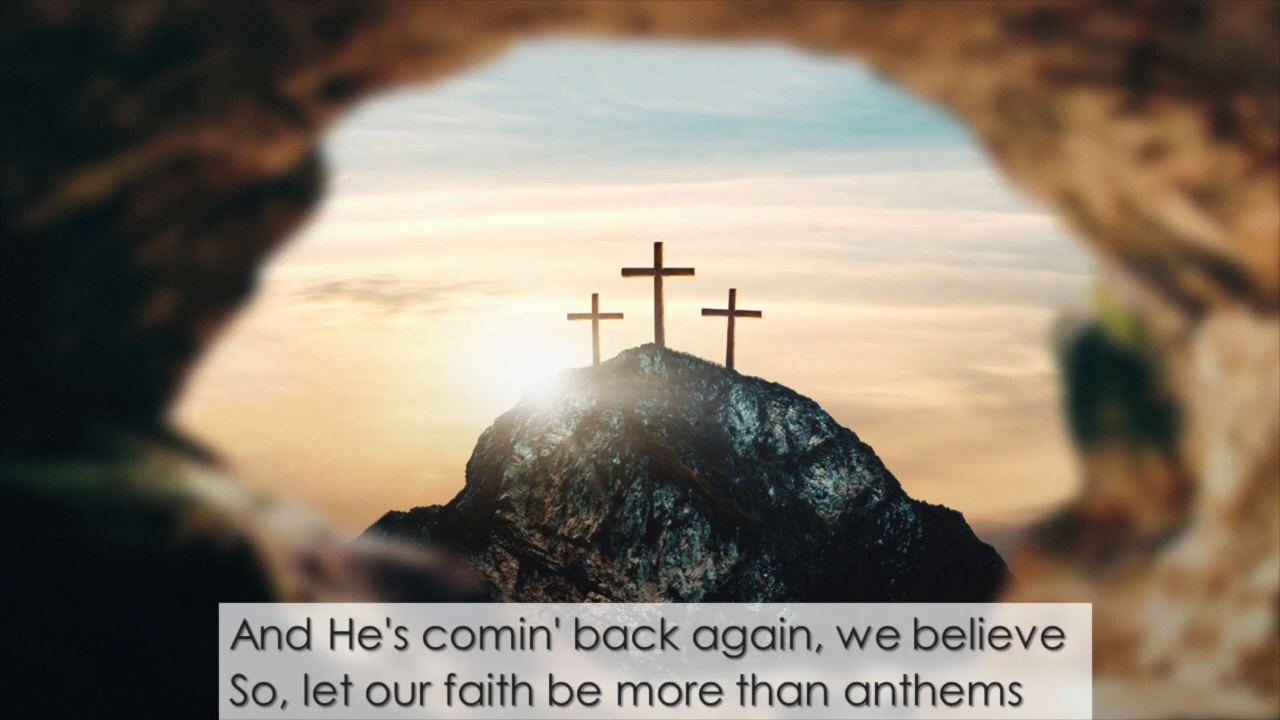 And He's comin' back again, we believe
So, let our faith be more than anthems